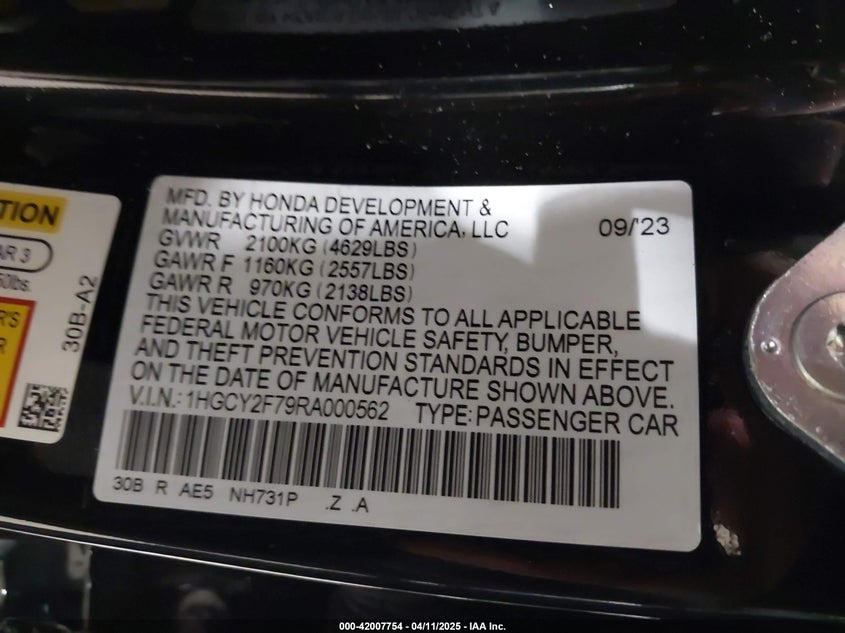 TION
AR 3
50lbs.
R'S
R
30B-A2
MFD. BY HONDA DEVELOPMENT &
MANUFACTURING OF AMERICA, LLC 09/'23
GVWR 2100KG (4629LBS)
GAWR F 1160KG (2557LBS)
GAWR R 970KG (2138LBS)
THIS VEHICLE CONFORMS TO ALL APPLICABLE
FEDERAL MOTOR VEHICLE SAFETY, BUMPER,
AND THEFT PREVENTION STANDARDS IN EFFECT
ON THE DATE OF MANUFACTURE SHOWN ABOVE.
V.I.N.: 1HGCY2F79RA000562 TYPE: PASSENGER CAR
30B R AE5 NH731P .Z .A
000-42007754 - 04/11/2025 - IAA Inc.